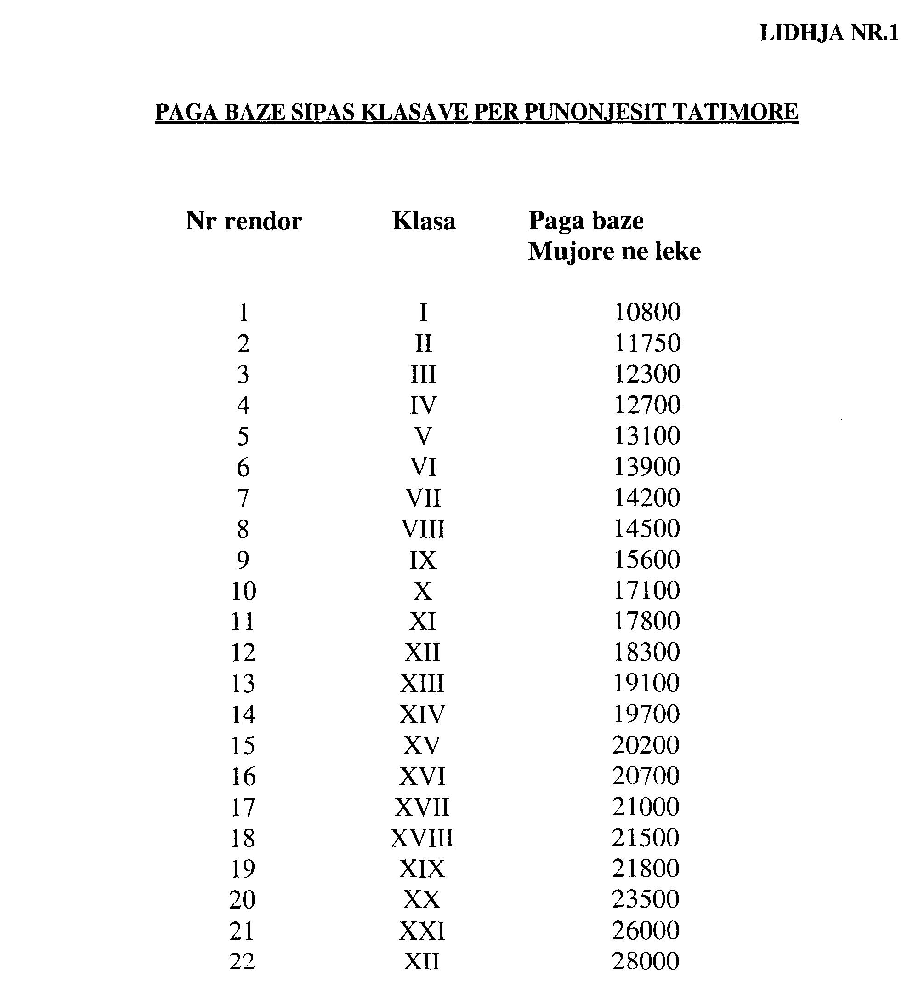 LIDHJA NR.1
PAGA BAZE SIPAS KLASAVE PER PUNONJESIT TATIMORE
Nr rendor Klasa Paga baze
Mujore ne leke
1 I 10800
2 II 11750
3 III 12300
4 IV 12700
5 V 13100
6 VI 13900
7 VII 14200
8 VIII 14500
9 IX 15600
10 X 17100
11 XI 17800
12 XII 18300
13 XIII 19100
14 XIV 19700
15 XV 20200
16 XVI 20700
17 XVII 21000
18 XVIII 21500
19 XIX 21800
20 XX 23500
21 XXI 26000
22 XII 28000